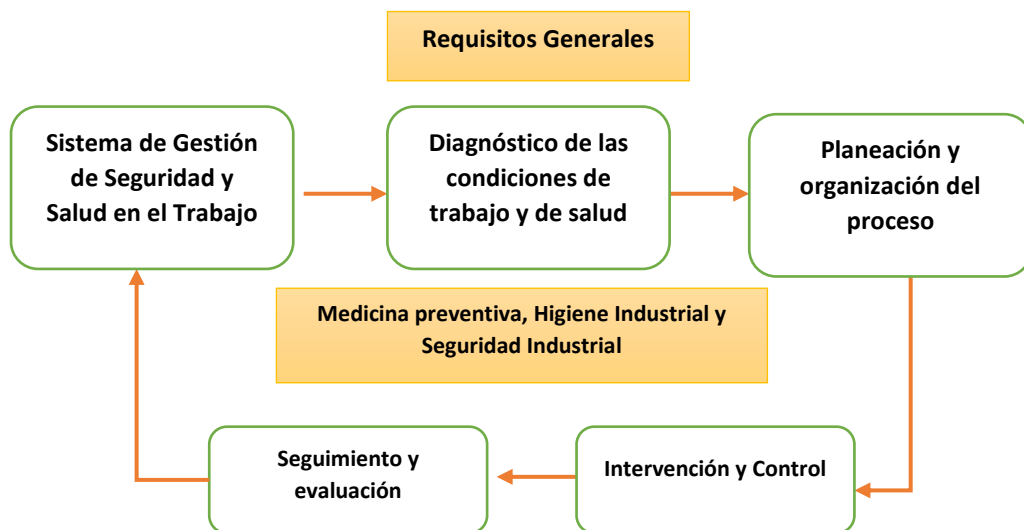 Requisitos Generales
Sistema de Gestión
de Seguridad y
Salud en el Trabajo
Diagnóstico de las
condiciones de
trabajo y de salud
Planeación y
organización del
proceso
Medicina preventiva, Higiene Industrial y
Seguridad Industrial
Seguimiento y
evaluación
Intervención y Control